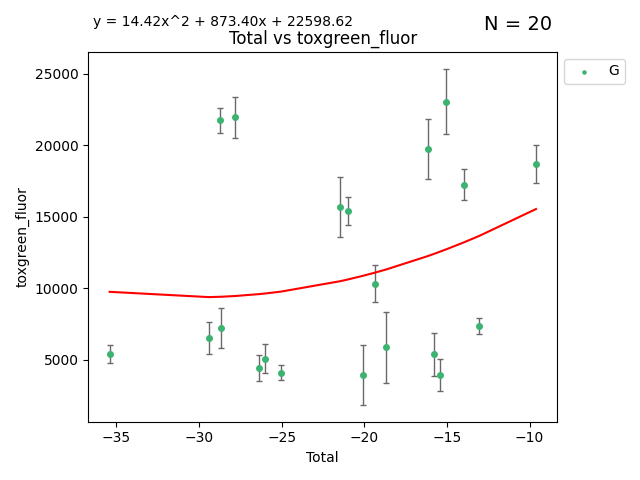 y = 14.42x^2 + 873.40x + 22598.62
N = 20
Total vs toxgreen_fluor
G
toxgreen_fluor
25000
20000
15000
10000
5000
−35
−30
−25
−20
−15
−10
Total